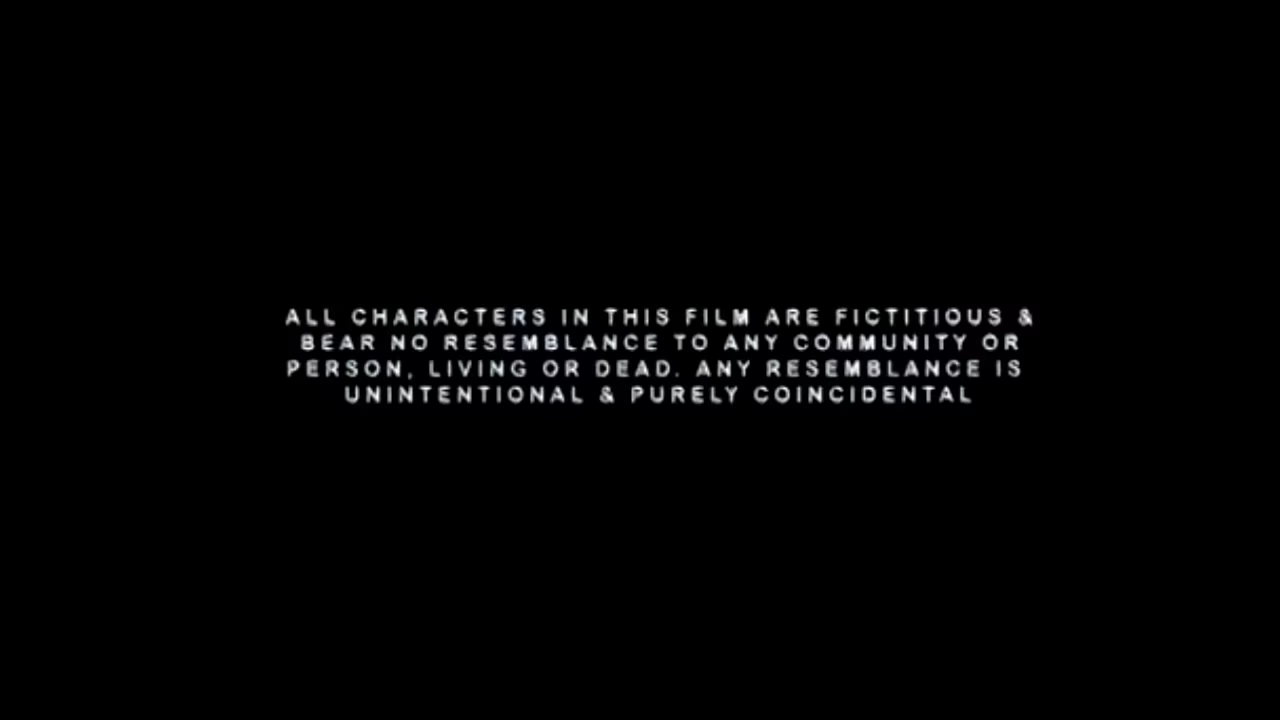 ALL CHARACTERS IN THIS FILM ARE FICTITIOUS &
BEAR NO RESEMBLANCE TO ANY COMMUNITY OR
PERSON, LIVING OR DEAD. ANY RESEMBLANCE IS
UNINTENTIONAL & PURELY COINCIDENTAL